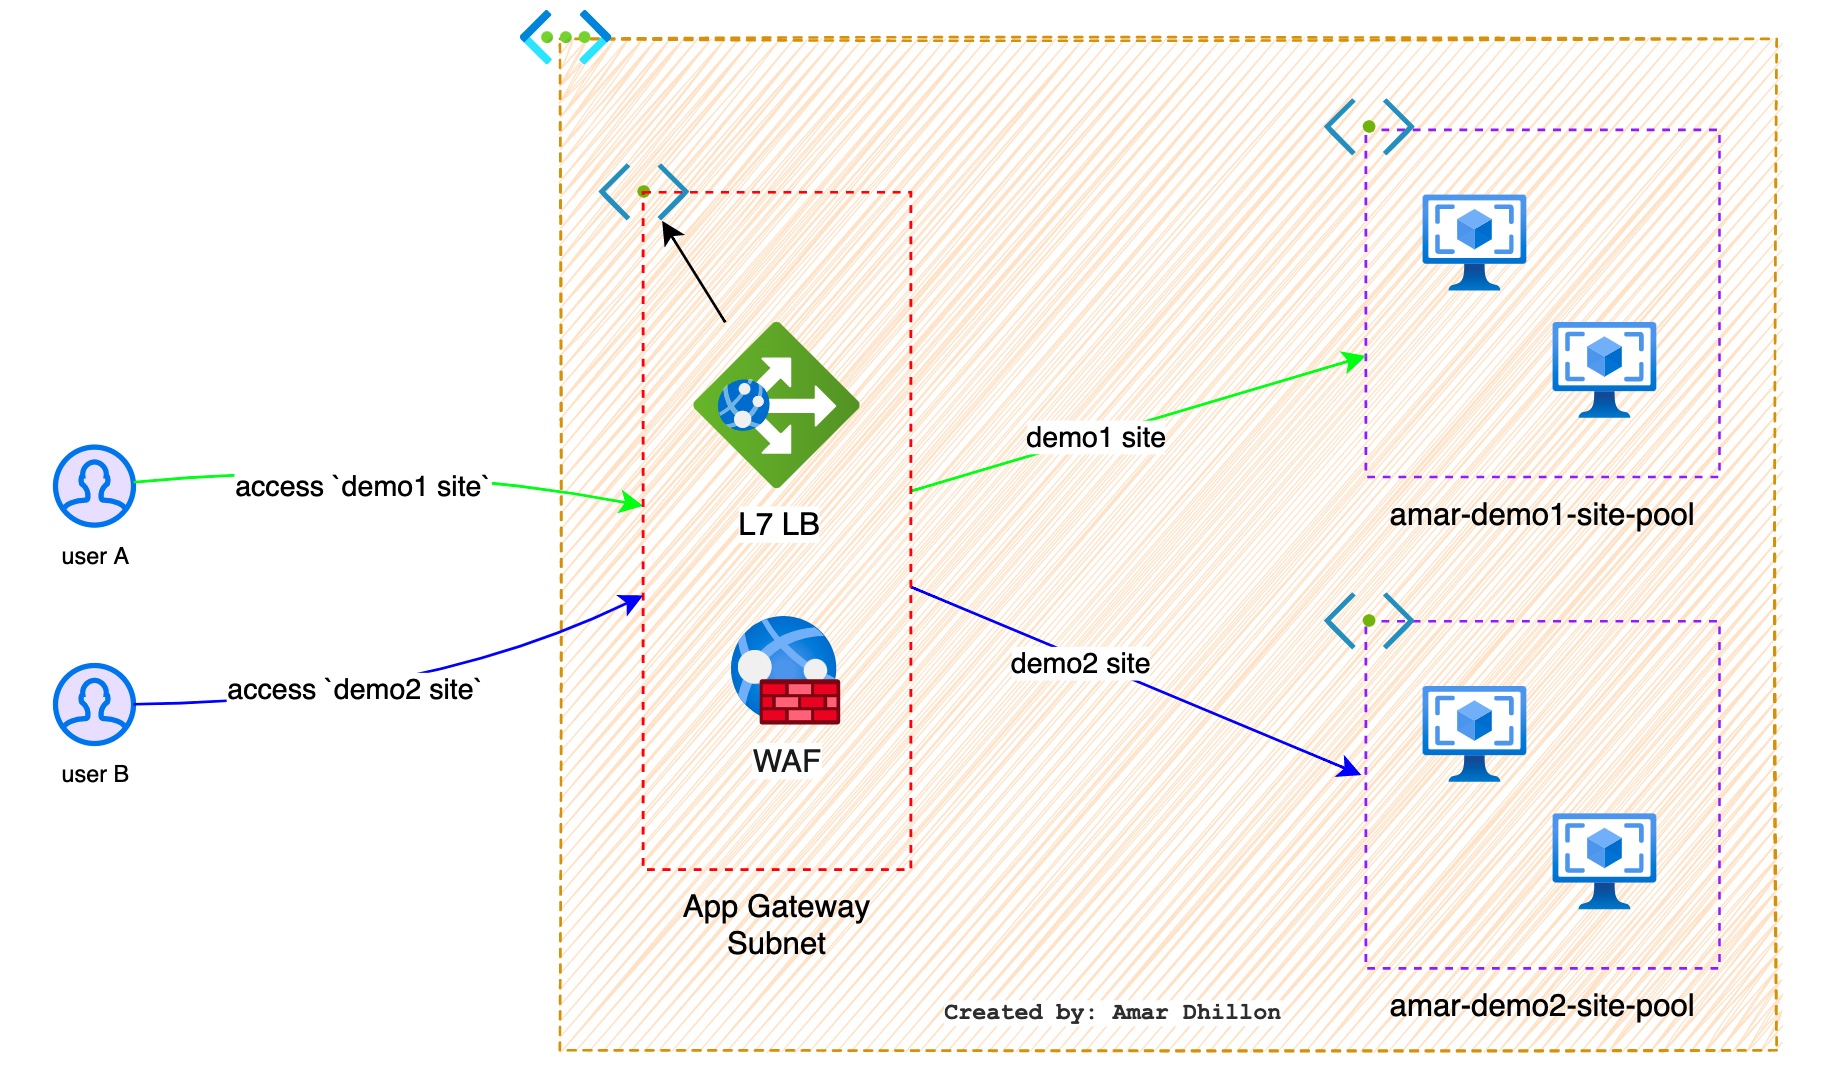 access `demo1 site`
user A
access `demo2 site`
user B
L7 LB
WAF
App Gateway
Subnet
demo1 site
demo2 site
amar-demo1-site-pool
amar-demo2-site-pool
Created by: Amar Dhillon